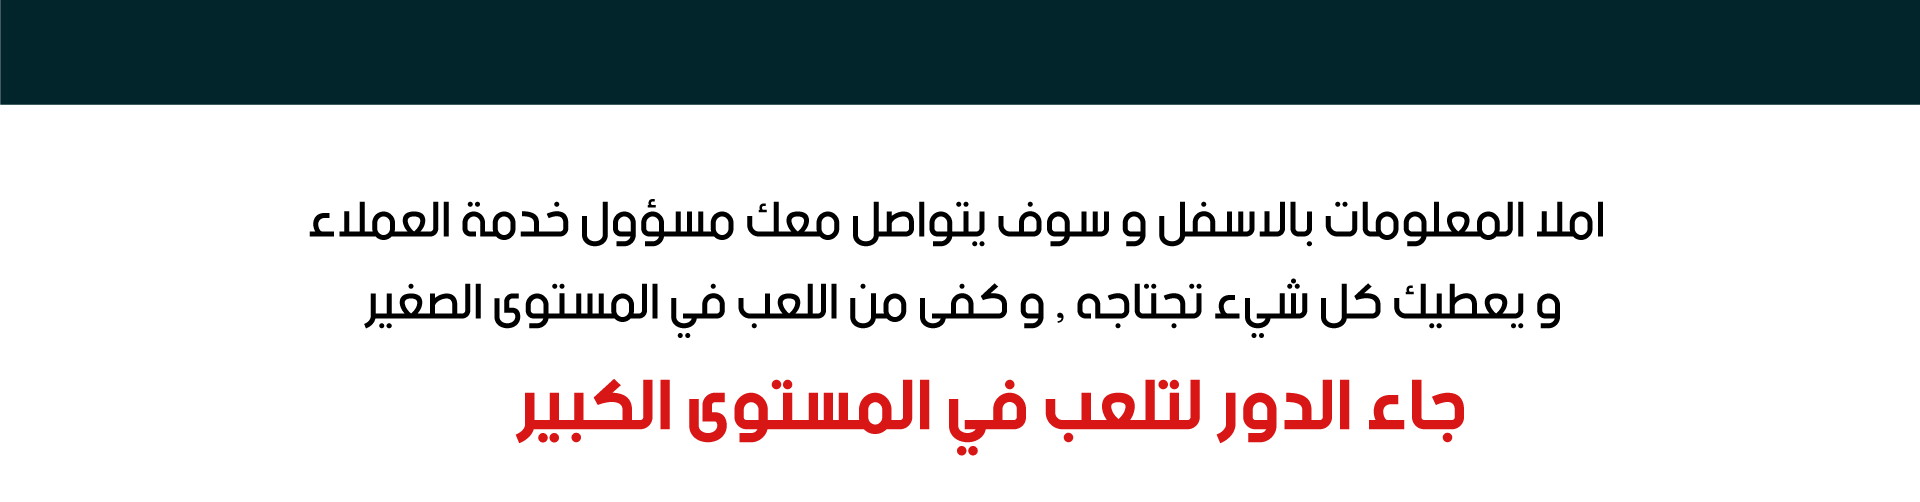 املا المعلومات بالاسفل و سوف يتواصل معك مسؤول خدمة العملاء
و يعطيك كل شيء تجتاجه , و كفى من اللعب في المستوى الصغير
جاء الدور لتلعب في المستوى الكبير